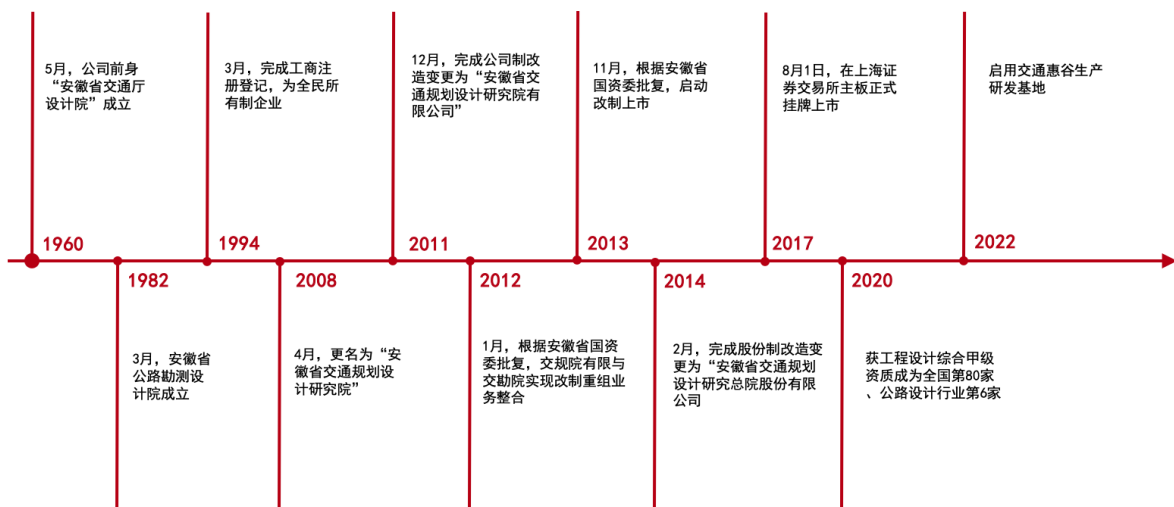 5月，公司前身
“安徽省交通厅
设计院”成立
1960
1982
3月，安徽省
公路勘测设
计院成立
3月，完成工商注
册登记，为全民所
有制企业
1994
2008
4月，更名为“安
徽省交通规划设
计研究院”
12月，完成公司制改
造变更为“安徽省交
通规划设计研究院有
限公司”
2011
2012
1月，根据安徽省国资
委批复，交规院有限与
交勘院实现改制重组业
务整合
11月，根据安徽省
国资委批复，启动
改制上市
2013
2014
2月，完成股份制改造变
更为“安徽省交通规划
设计研究总院股份有限
公司
8月1日，在上海证
券交易所主板正式
挂牌上市
2017
2020
获工程设计综合甲级
资质成为全国第80家
、公路设计行业第6家
启用交通惠谷生产
研发基地
2022